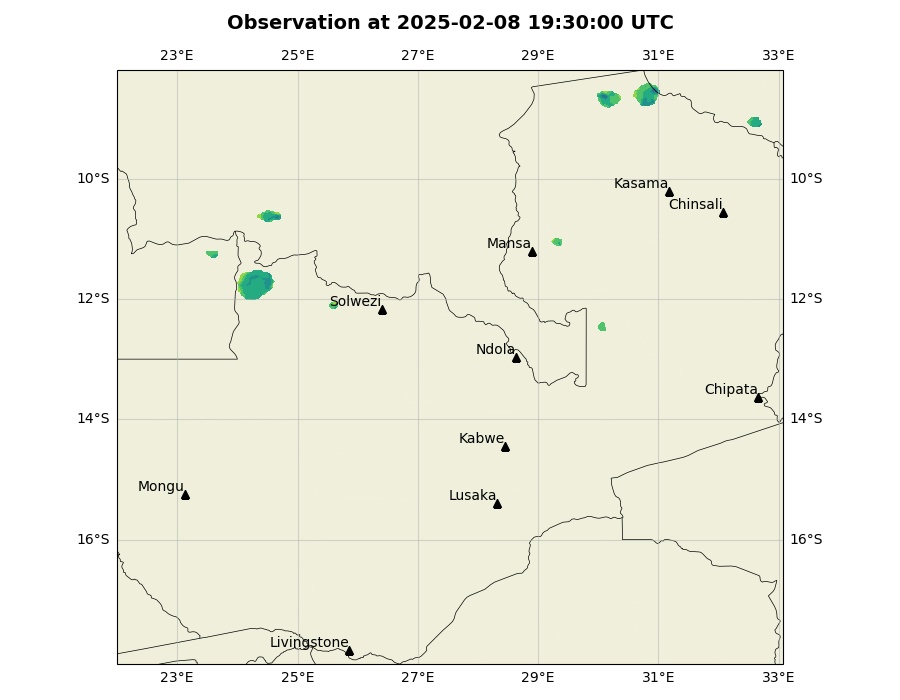 Observation at 2025-02-08 19:30:00 UTC
23°E 25°E 27°E 29°E 31°E 33°E
10°S 10°S
Kasama
Chinsali
Mansa
12°S 12°S
Solwezi
Ndola
Chipata
14°S 14°S
Kabwe
Mongu
Lusaka
16°S 16°S
Livingstone
23°E 25°E 27°E 29°E 31°E 33°E